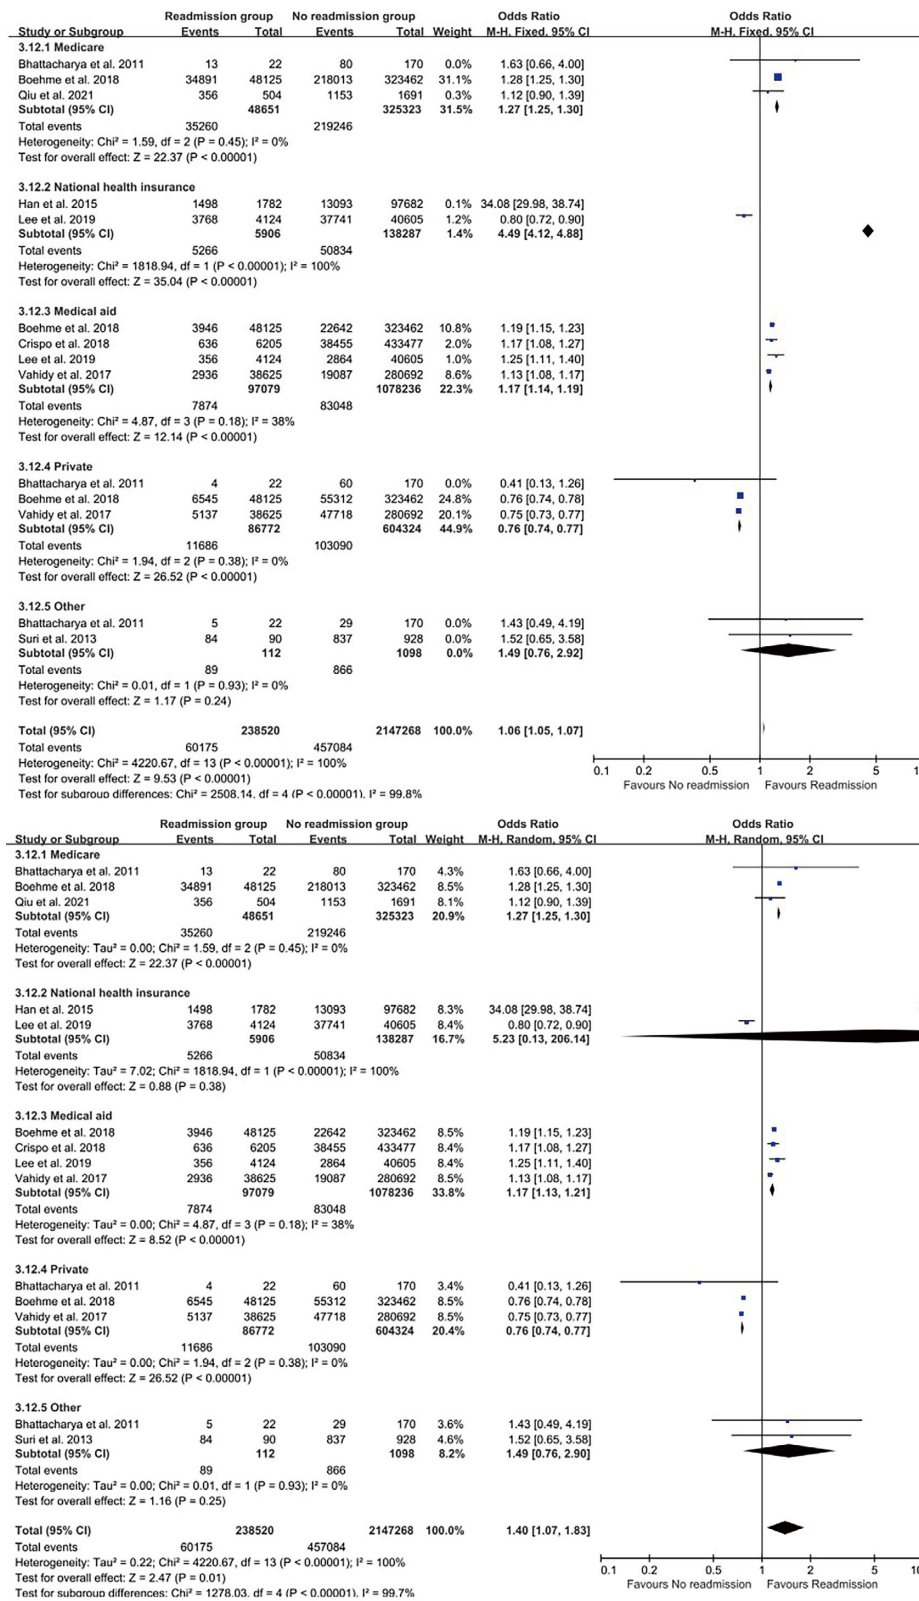 Readmission group No readmission group Odds Ratio Odds Ratio
Study or Subgroup Events Total Events Total Weight M-H, Fixed, 95% CI M-H, Fixed, 95% CI
3.12.1 Medicare
Bhattacharya et al. 2011 13 22 80 170 0.0% 1.63 [0.66, 4.00]
Boehme et al. 2018 34891 48125 218013 323462 31.1% 1.28 [1.25, 1.30]
Qiu et al. 2021 356 504 1153 1691 0.3% 1.12 [0.90, 1.39]
Subtotal (95% CI) 48651 325323 31.5% 1.27 [1.25, 1.30]
Total events 35260 219246
Heterogeneity: Chi² = 1.59, df = 2 (P = 0.45); I² = 0%
Test for overall effect: Z = 22.37 (P < 0.00001)
3.12.2 National health insurance
Han et al. 2015 1498 1782 13093 97682 0.1% 34.08 [29.98, 38.74]
Lee et al. 2019 3768 4124 37741 40605 1.2% 0.80 [0.72, 0.90]
Subtotal (95% CI) 5906 138287 1.4% 4.49 [4.12, 4.88]
Total events 5266 50834
Heterogeneity: Chi² = 1818.94, df = 1 (P < 0.00001); I² = 100%
Test for overall effect: Z = 35.04 (P < 0.00001)
3.12.3 Medical aid
Boehme et al. 2018 3946 48125 22642 323462 10.8% 1.19 [1.15, 1.23]
Crispo et al. 2018 636 6205 38455 433477 2.0% 1.17 [1.08, 1.27]
Lee et al. 2019 356 4124 2864 40605 1.0% 1.25 [1.11, 1.40]
Vahidy et al. 2017 2936 38625 19087 280692 8.6% 1.13 [1.08, 1.17]
Subtotal (95% CI) 97079 1078236 22.3% 1.17 [1.14, 1.19]
Total events 7874 83048
Heterogeneity: Chi² = 4.87, df = 3 (P = 0.18); I² = 38%
Test for overall effect: Z = 12.14 (P < 0.00001)
3.12.4 Private
Bhattacharya et al. 2011 4 22 60 170 0.0% 0.41 [0.13, 1.26]
Boehme et al. 2018 6545 48125 55312 323462 24.8% 0.76 [0.74, 0.78]
Vahidy et al. 2017 5137 38625 47718 280692 20.1% 0.75 [0.73, 0.77]
Subtotal (95% CI) 86772 604324 44.9% 0.76 [0.74, 0.77]
Total events 11686 103090
Heterogeneity: Chi² = 1.94, df = 2 (P = 0.38); I² = 0%
Test for overall effect: Z = 26.52 (P < 0.00001)
3.12.5 Other
Bhattacharya et al. 2011 5 22 29 170 0.0% 1.43 [0.49, 4.19]
Suri et al. 2013 84 90 837 928 0.0% 1.52 [0.65, 3.58]
Subtotal (95% CI) 112 1098 0.0% 1.49 [0.76, 2.92]
Total events 89 866
Heterogeneity: Chi² = 0.01, df = 1 (P = 0.93); I² = 0%
Test for overall effect: Z = 1.17 (P = 0.24)
Total (95% CI) 238520 2147268 100.0% 1.06 [1.05, 1.07]
Total events 60175 457084
Heterogeneity: Chi² = 4220.67, df = 13 (P < 0.00001); I² = 100%
Test for overall effect: Z = 9.53 (P < 0.00001)
Test for subgroup differences: Chi² = 2508.14, df = 4 (P < 0.00001), I² = 99.8%
0.1 0.2 0.5 1 2 5
Favours No readmission Favours Readmission
Readmission group No readmission group Odds Ratio Odds Ratio
Study or Subgroup Events Total Events Total Weight M-H, Random, 95% CI M-H, Random, 95% CI
3.12.1 Medicare
Bhattacharya et al. 2011 13 22 80 170 4.3% 1.63 [0.66, 4.00]
Boehme et al. 2018 34891 48125 218013 323462 8.5% 1.28 [1.25, 1.30]
Qiu et al. 2021 356 504 1153 1691 8.1% 1.12 [0.90, 1.39]
Subtotal (95% CI) 48651 325323 20.9% 1.27 [1.25, 1.30]
Total events 35260 219246
Heterogeneity: Tau² = 0.00; Chi² = 1.59, df = 2 (P = 0.45); I² = 0%
Test for overall effect: Z = 22.37 (P < 0.00001)
3.12.2 National health insurance
Han et al. 2015 1498 1782 13093 97682 8.3% 34.08 [29.98, 38.74]
Lee et al. 2019 3768 4124 37741 40605 8.4% 0.80 [0.72, 0.90]
Subtotal (95% CI) 5906 138287 16.7% 5.23 [0.13, 206.14]
Total events 5266 50834
Heterogeneity: Tau² = 7.02; Chi² = 1818.94, df = 1 (P < 0.00001); I² = 100%
Test for overall effect: Z = 0.88 (P = 0.38)
3.12.3 Medical aid
Boehme et al. 2018 3946 48125 22642 323462 8.5% 1.19 [1.15, 1.23]
Crispo et al. 2018 636 6205 38455 433477 8.4% 1.17 [1.08, 1.27]
Lee et al. 2019 356 4124 2864 40605 8.4% 1.25 [1.11, 1.40]
Vahidy et al. 2017 2936 38625 19087 280692 8.5% 1.13 [1.08, 1.17]
Subtotal (95% CI) 97079 1078236 33.8% 1.17 [1.13, 1.21]
Total events 7874 83048
Heterogeneity: Tau² = 0.00; Chi² = 4.87, df = 3 (P = 0.18); I² = 38%
Test for overall effect: Z = 8.52 (P < 0.00001)
3.12.4 Private
Bhattacharya et al. 2011 4 22 60 170 3.4% 0.41 [0.13, 1.26]
Boehme et al. 2018 6545 48125 55312 323462 8.5% 0.76 [0.74, 0.78]
Vahidy et al. 2017 5137 38625 47718 280692 8.5% 0.75 [0.73, 0.77]
Subtotal (95% CI) 86772 604324 20.4% 0.76 [0.74, 0.77]
Total events 11686 103090
Heterogeneity: Tau² = 0.00; Chi² = 1.94, df = 2 (P = 0.38); I² = 0%
Test for overall effect: Z = 26.52 (P < 0.00001)
3.12.5 Other
Bhattacharya et al. 2011 5 22 29 170 3.6% 1.43 [0.49, 4.19]
Suri et al. 2013 84 90 837 928 4.6% 1.52 [0.65, 3.58]
Subtotal (95% CI) 112 1098 8.2% 1.49 [0.76, 2.90]
Total events 89 866
Heterogeneity: Tau² = 0.00; Chi² = 0.01, df = 1 (P = 0.93); I² = 0%
Test for overall effect: Z = 1.16 (P = 0.25)
Total (95% CI) 238520 2147268 100.0% 1.40 [1.07, 1.83]
Total events 60175 457084
Heterogeneity: Tau² = 0.22; Chi² = 4220.67, df = 13 (P < 0.00001); I² = 100%
Test for overall effect: Z = 2.47 (P = 0.01)
Test for subgroup differences: Chi² = 1278.03, df = 4 (P < 0.00001), I² = 99.7%
0.1 0.2 0.5 1 2 5
Favours No readmission Favours Readmission